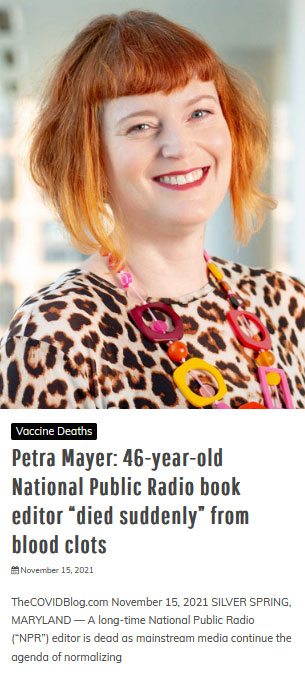 Vaccine Deaths
Petra Mayer: 46-year-old
National Public Radio book
editor “died suddenly” from
blood clots
November 15, 2021
TheCOVIDBlog.com November 15, 2021 SILVER SPRING,
MARYLAND — A long-time National Public Radio
(“NPR”) editor is dead as mainstream media continue the
agenda of normalizing